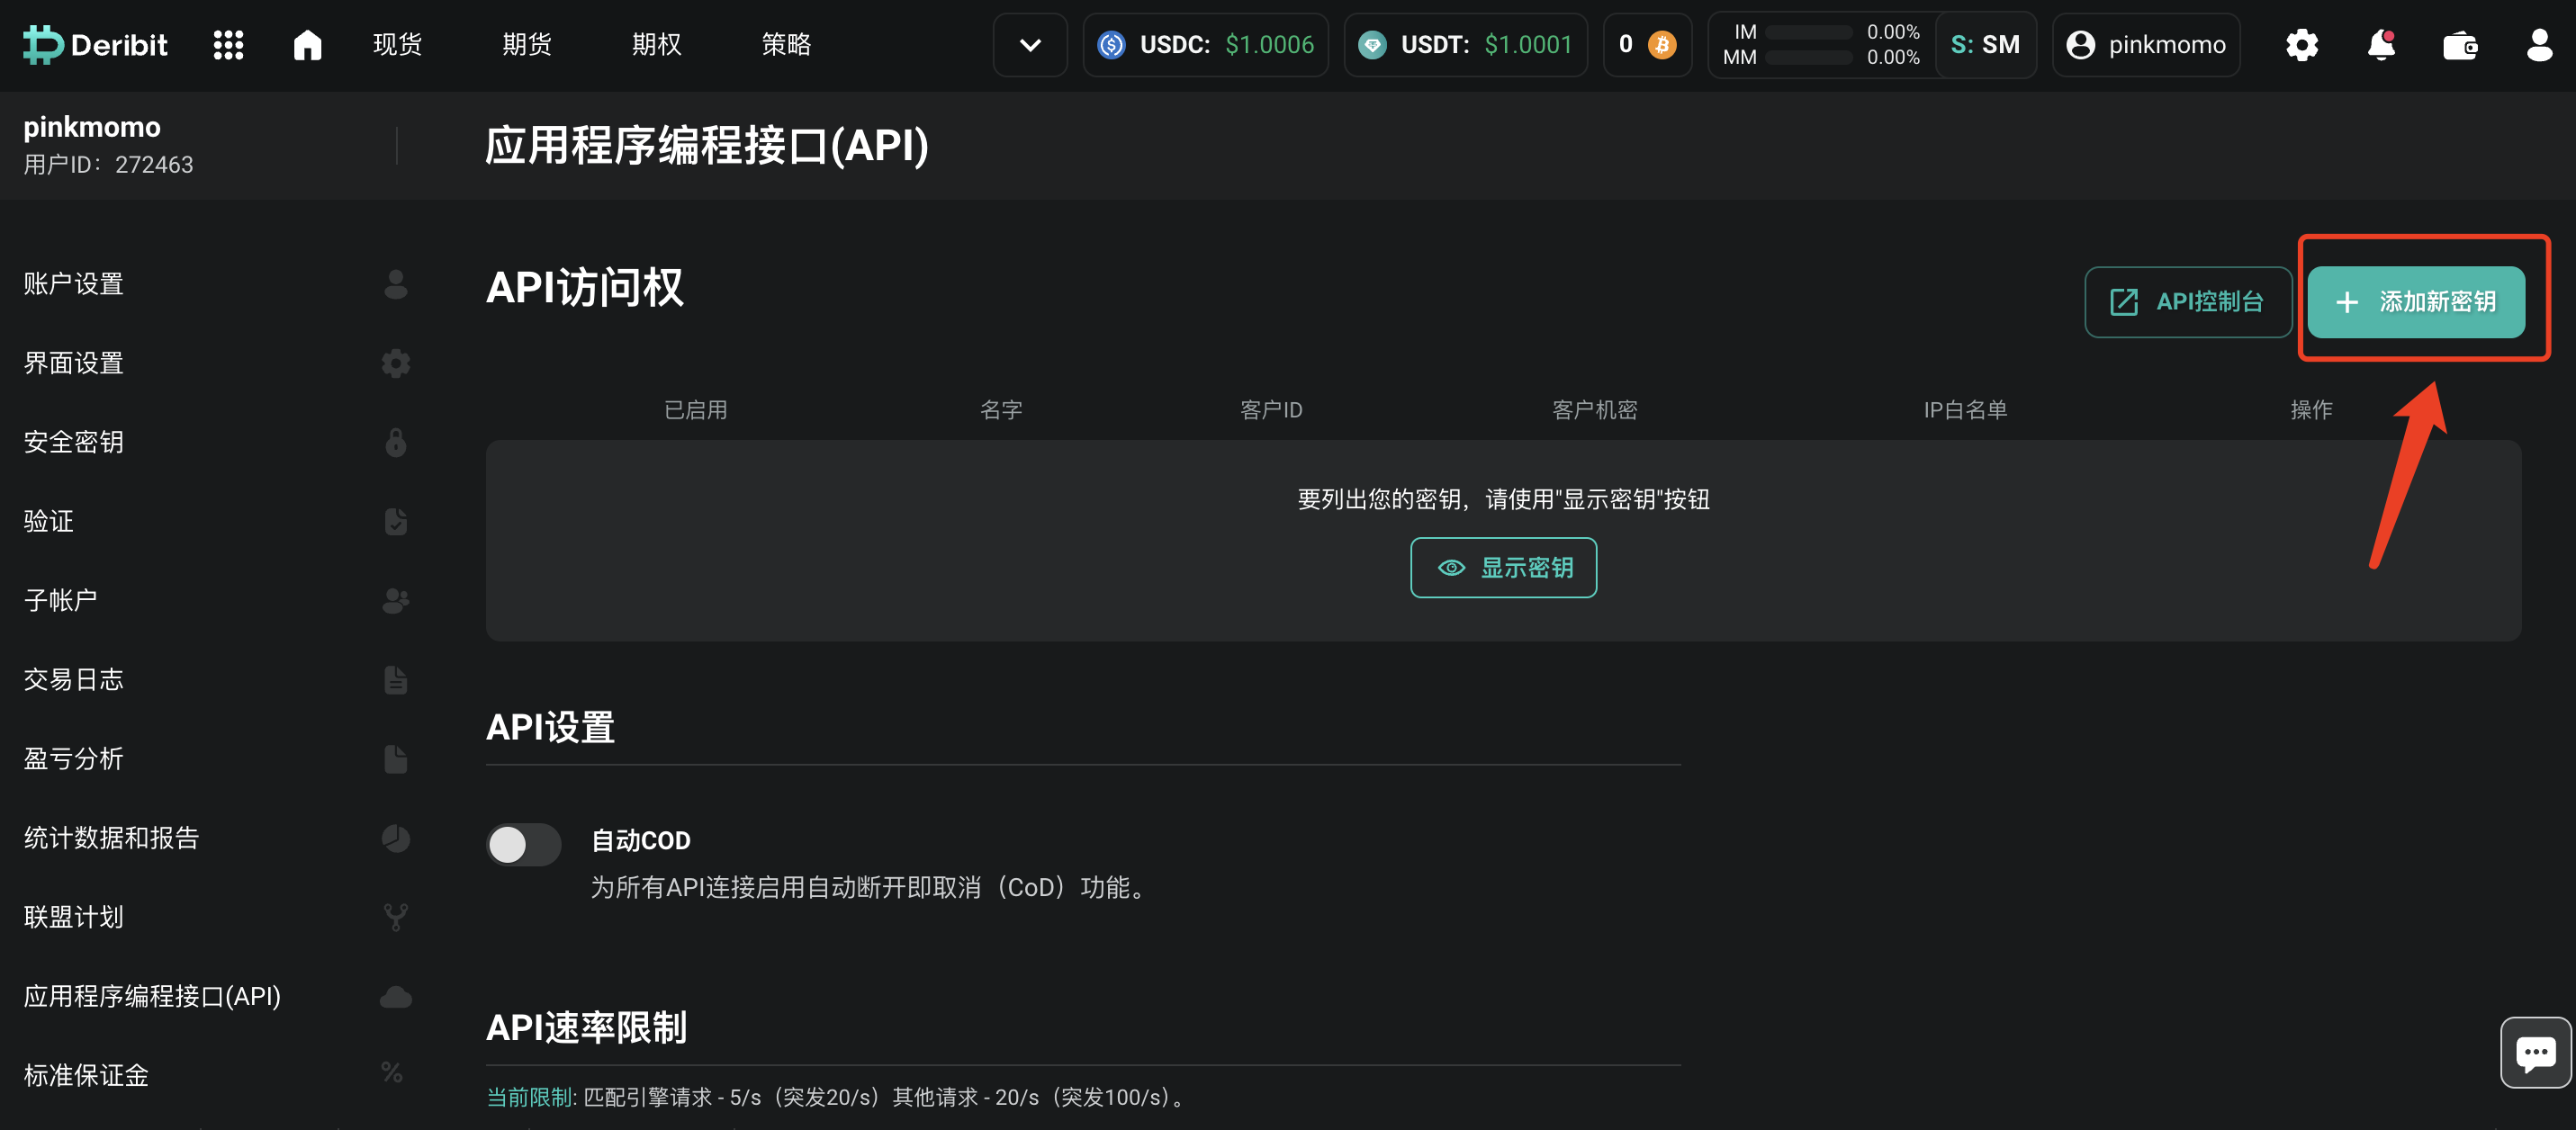 Deribit
现货
期货
期权
策略
USDC: $1.0006
USDT: $1.0001
0
IM 0.00%
MM 0.00%
S: SM
pinkmomo
pinkmomo
用户ID：272463
应用程序编程接口(API)
账户设置
界面设置
安全密钥
验证
子帐户
交易日志
盈亏分析
统计数据和报告
联盟计划
应用程序编程接口(API)
标准保证金
API访问权
API控制台
添加新密钥
已启用
名字
客户ID
客户机密
IP白名单
操作
要列出您的密钥，请使用"显示密钥"按钮
显示密钥
API设置
自动COD
为所有API连接启用自动断开即取消（CoD）功能。
API速率限制
当前限制: 匹配引擎请求 - 5/s（突发20/s）其他请求 - 20/s（突发100/s）。